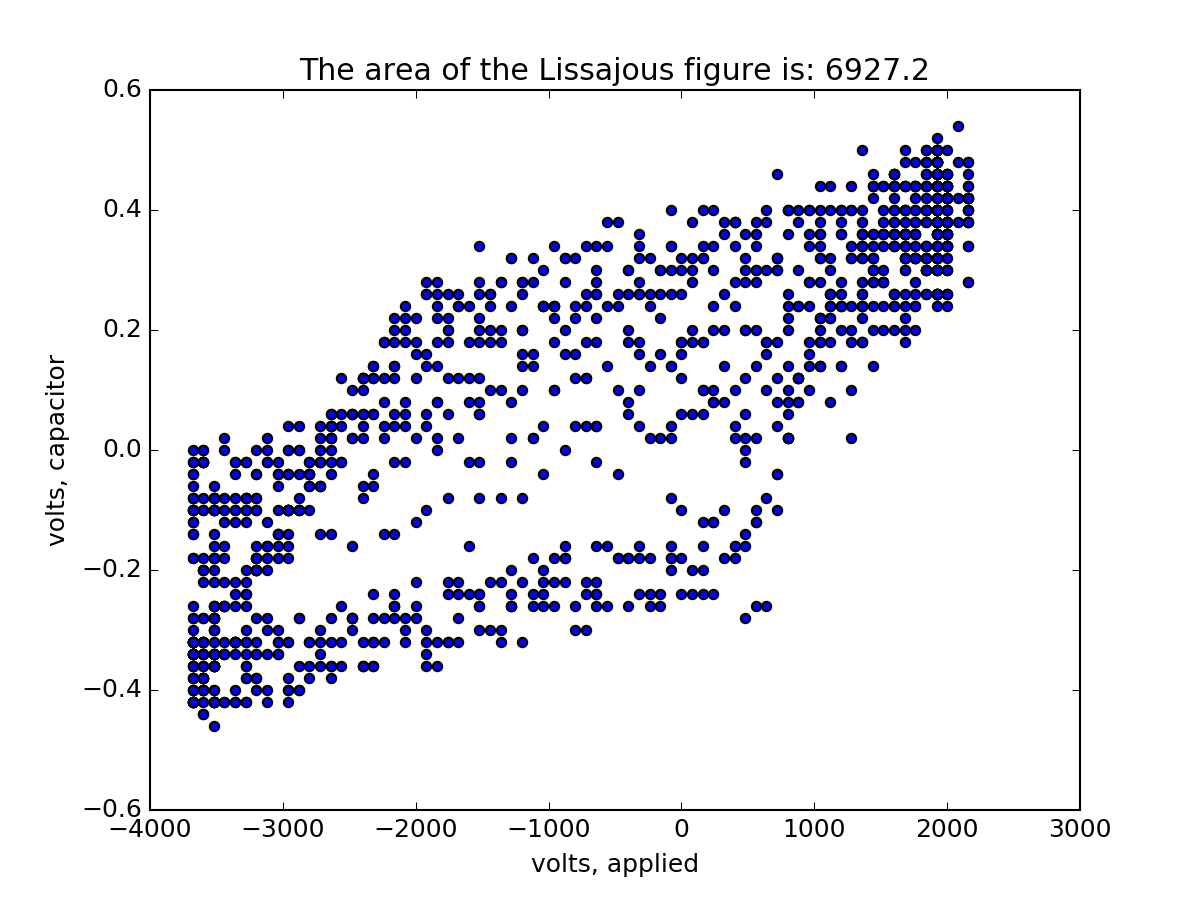 The area of the Lissajous figure is: 6927.2
0.6
0.4
0.2
0.0
−0.2
−0.4
−0.6
volts, capacitor
−4000 −3000 −2000 −1000 0 1000 2000 3000
volts, applied